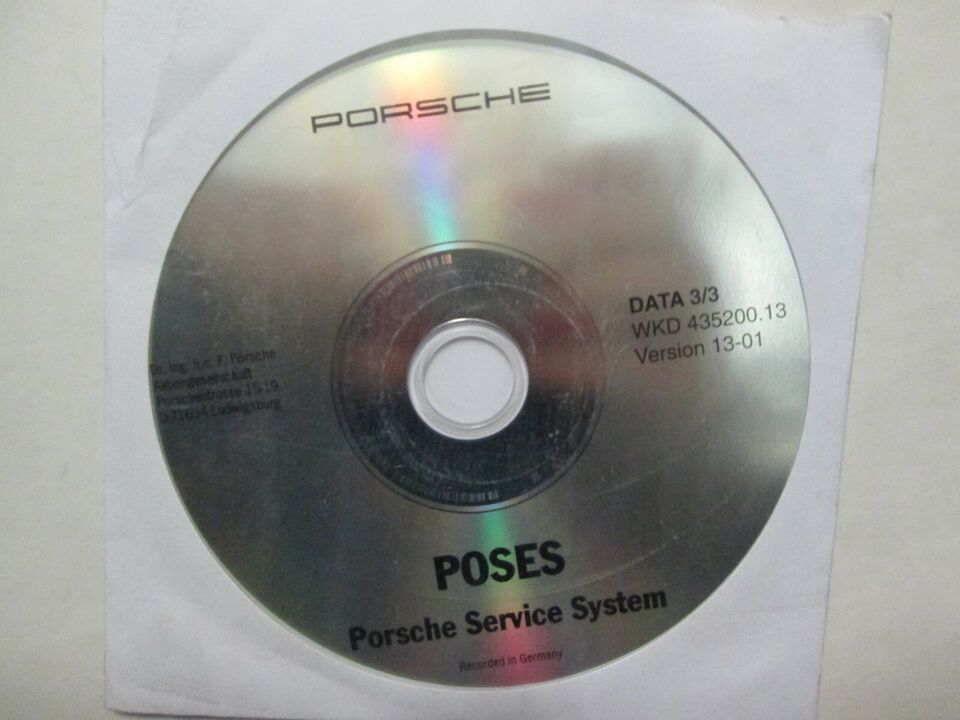 PORSCHE
DATA 3/3
WKD 435200.13
Version 13-01
Dr. Ing. h.c. F. Porsche
Aktiengesellschaft
Porschestrasse 15-19
D-71634 Ludwigsburg
POSES
Porsche Service System
Recorded in Germany